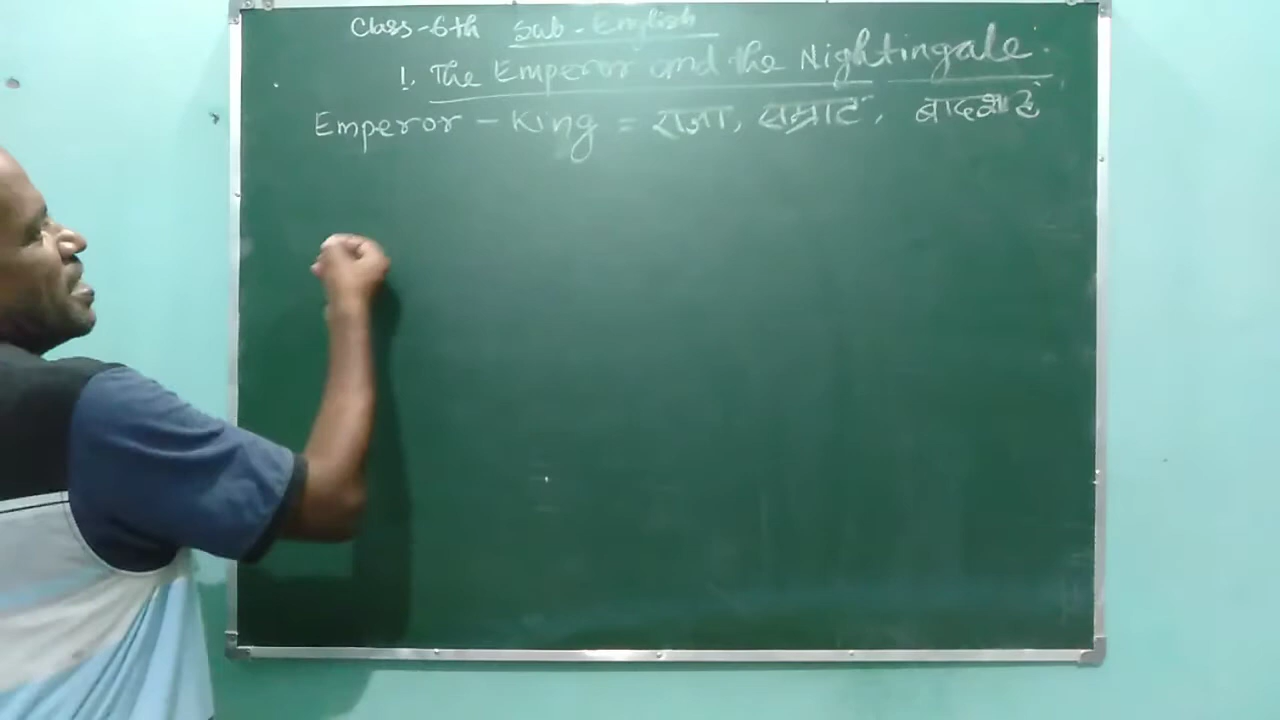 Class-6th Sub-English
1. The Emperor and the Nightingale.
Emperor - King = राजा, सम्राट, बादशाह